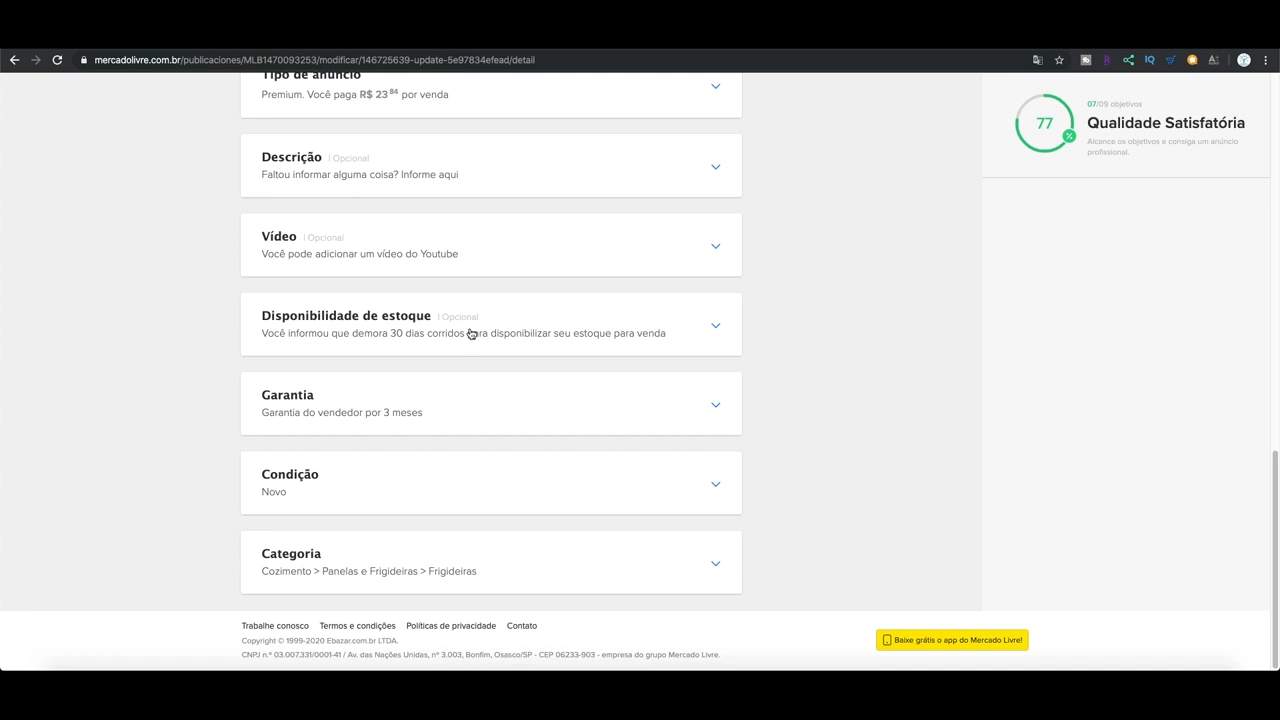 mercadolivre.com.br/publicaciones/MLB1470093253/modificar/146725639-update-5e97834efead/detail
Tipo de anúncio
Premium. Você paga R$ 23 84 por venda
Descrição | Opcional
Faltou informar alguma coisa? Informe aqui
Vídeo | Opcional
Você pode adicionar um vídeo do Youtube
Disponibilidade de estoque | Opcional
Você informou que demora 30 dias corridos para disponibilizar seu estoque para venda
Garantia
Garantia do vendedor por 3 meses
Condição
Novo
Categoria
Cozimento > Panelas e Frigideiras > Frigideiras
07/09 objetivos
77
Qualidade Satisfatória
Alcance os objetivos e consiga um anúncio
profissional.
Trabalhe conosco Termos e condições Políticas de privacidade Contato
Copyright © 1999-2020 Ebazar.com.br LTDA.
CNPJ n.º 03.007.331/0001-41 / Av. das Nações Unidas, nº 3.003, Bonfim, Osasco/SP - CEP 06233-903 - empresa do grupo Mercado Livre.
Baixe grátis o app do Mercado Livre!